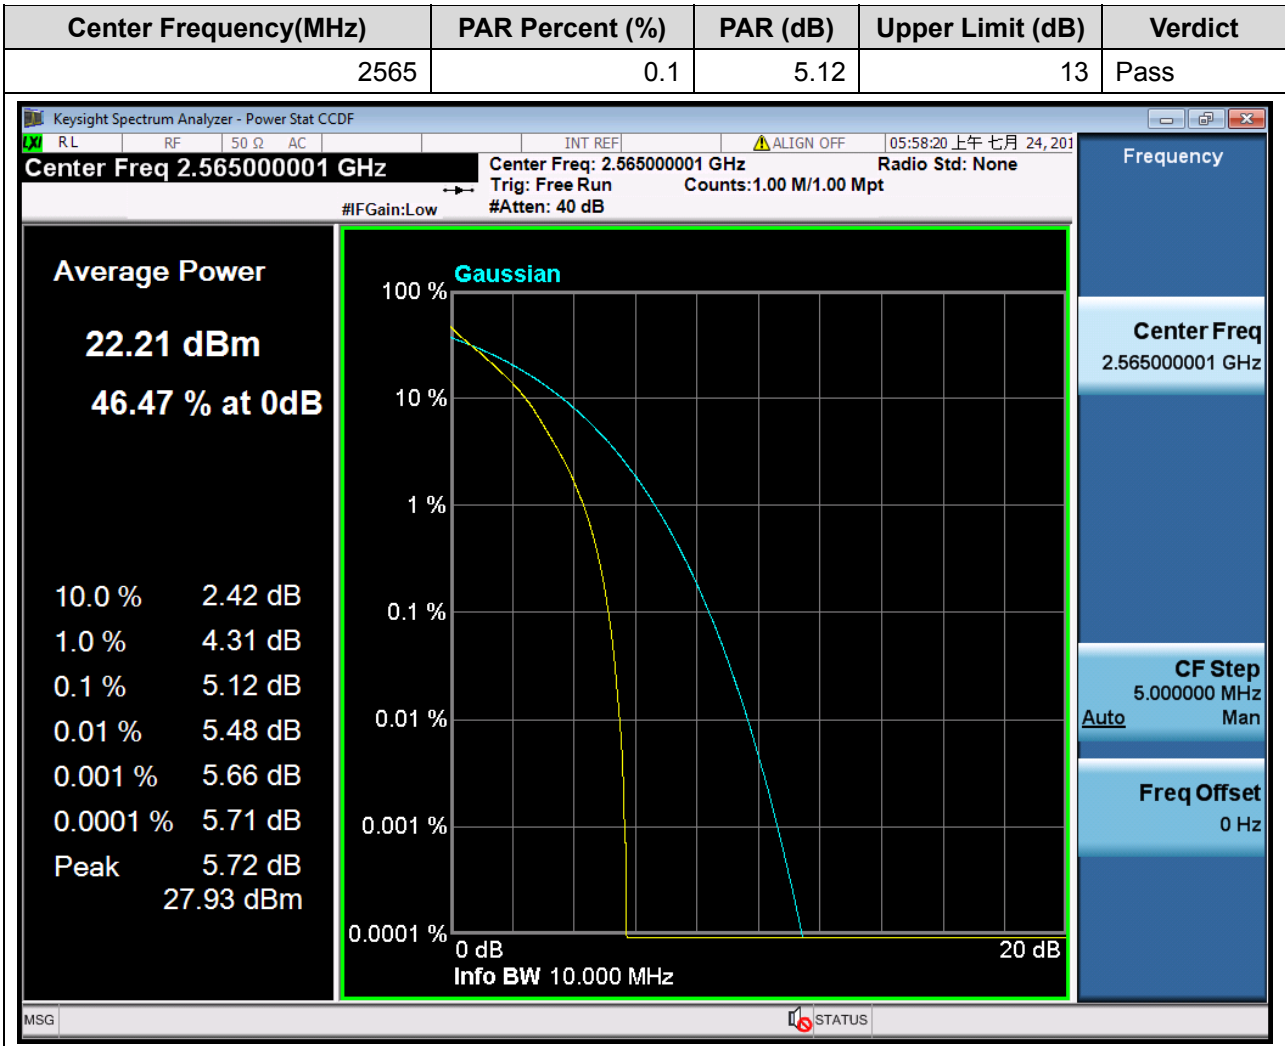 Center Frequency(MHz) PAR Percent (%) PAR (dB) Upper Limit (dB) Verdict
2565 0.1 5.12 13 Pass
Keysight Spectrum Analyzer - Power Stat CCDF
LXI RL RF 50 Ω AC INT REF ALIGN OFF 05:58:20 上午 七月 24, 201
Center Freq 2.565000001 GHz
Center Freq: 2.565000001 GHz Radio Std: None
Trig: Free Run Counts:1.00 M/1.00 Mpt
#IFGain:Low #Atten: 40 dB
Average Power
22.21 dBm
46.47 % at 0dB
10.0 % 2.42 dB
1.0 % 4.31 dB
0.1 % 5.12 dB
0.01 % 5.48 dB
0.001 % 5.66 dB
0.0001 % 5.71 dB
Peak 5.72 dB
27.93 dBm
Gaussian
100 %
10 %
1 %
0.1 %
0.01 %
0.001 %
0.0001 %
0 dB 20 dB
Info BW 10.000 MHz
Frequency
Center Freq
2.565000001 GHz
CF Step
5.000000 MHz
Auto Man
Freq Offset
0 Hz
MSG STATUS